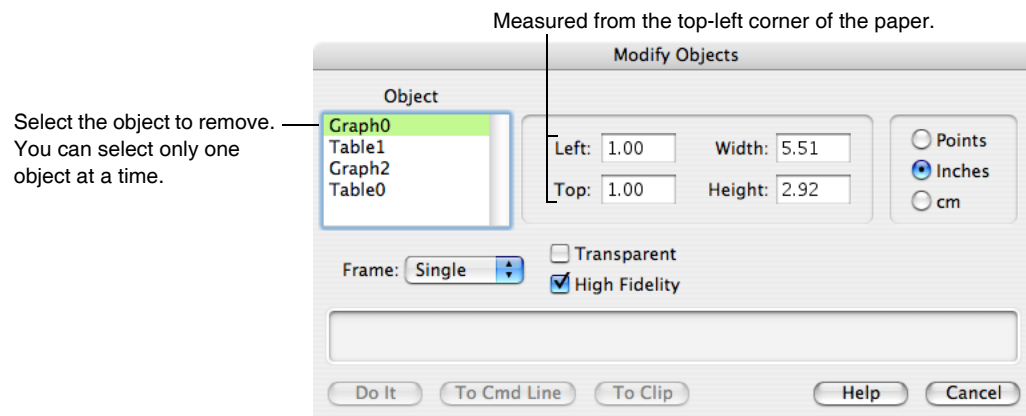 Measured from the top-left corner of the paper.
Modify Objects
Object
Select the object to remove.
You can select only one
object at a time.
Graph0
Table1
Graph2
Table0
Left: 1.00 Width: 5.51
Top: 1.00 Height: 2.92
Points
Inches
cm
Frame: Single
Transparent
High Fidelity
Do It To Cmd Line To Clip Help Cancel